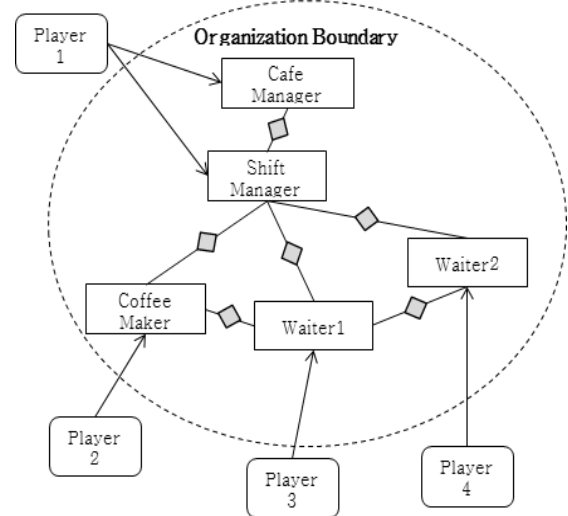 Player
1
Organization Boundary
Cafe
Manager
Shift
Manager
Waiter2
Coffee
Maker
Waiter1
Player
2
Player
3
Player
4